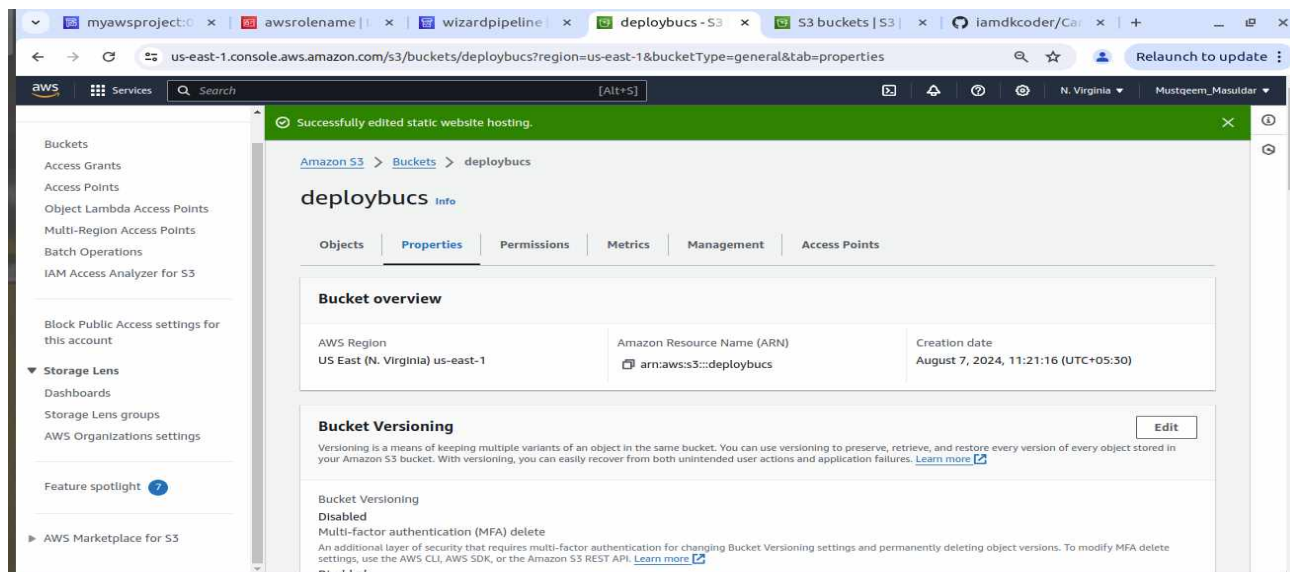 myawsproject:
awsrolename |
wizardpipeline
deploybucs - S3
S3 buckets | S3
iamdkcoder/Car
us-east-1.console.aws.amazon.com/s3/buckets/deploybucs?region=us-east-1&bucketType=general&tab=properties
Relaunch to update
aws
Services
Search
[Alt+S]
N. Virginia
Mustqeem_Masuldar
Successfully edited static website hosting.
Buckets
Access Grants
Access Points
Object Lambda Access Points
Multi-Region Access Points
Batch Operations
IAM Access Analyzer for S3
Block Public Access settings for
this account
Storage Lens
Dashboards
Storage Lens groups
AWS Organizations settings
Feature spotlight 7
AWS Marketplace for S3
Amazon S3 > Buckets > deploybucs
deploybucs Info
Objects
Properties
Permissions
Metrics
Management
Access Points
Bucket overview
AWS Region
US East (N. Virginia) us-east-1
Amazon Resource Name (ARN)
arn:aws:s3:::deploybucs
Creation date
August 7, 2024, 11:21:16 (UTC+05:30)
Bucket Versioning
Edit
Versioning is a means of keeping multiple variants of an object in the same bucket. You can use versioning to preserve, retrieve, and restore every version of every object stored in
your Amazon S3 bucket. With versioning, you can easily recover from both unintended user actions and application failures. Learn more
Bucket Versioning
Disabled
Multi-factor authentication (MFA) delete
An additional layer of security that requires multi-factor authentication for changing Bucket Versioning settings and permanently deleting object versions. To modify MFA delete
settings, use the AWS CLI, AWS SDK, or the Amazon S3 REST API. Learn more